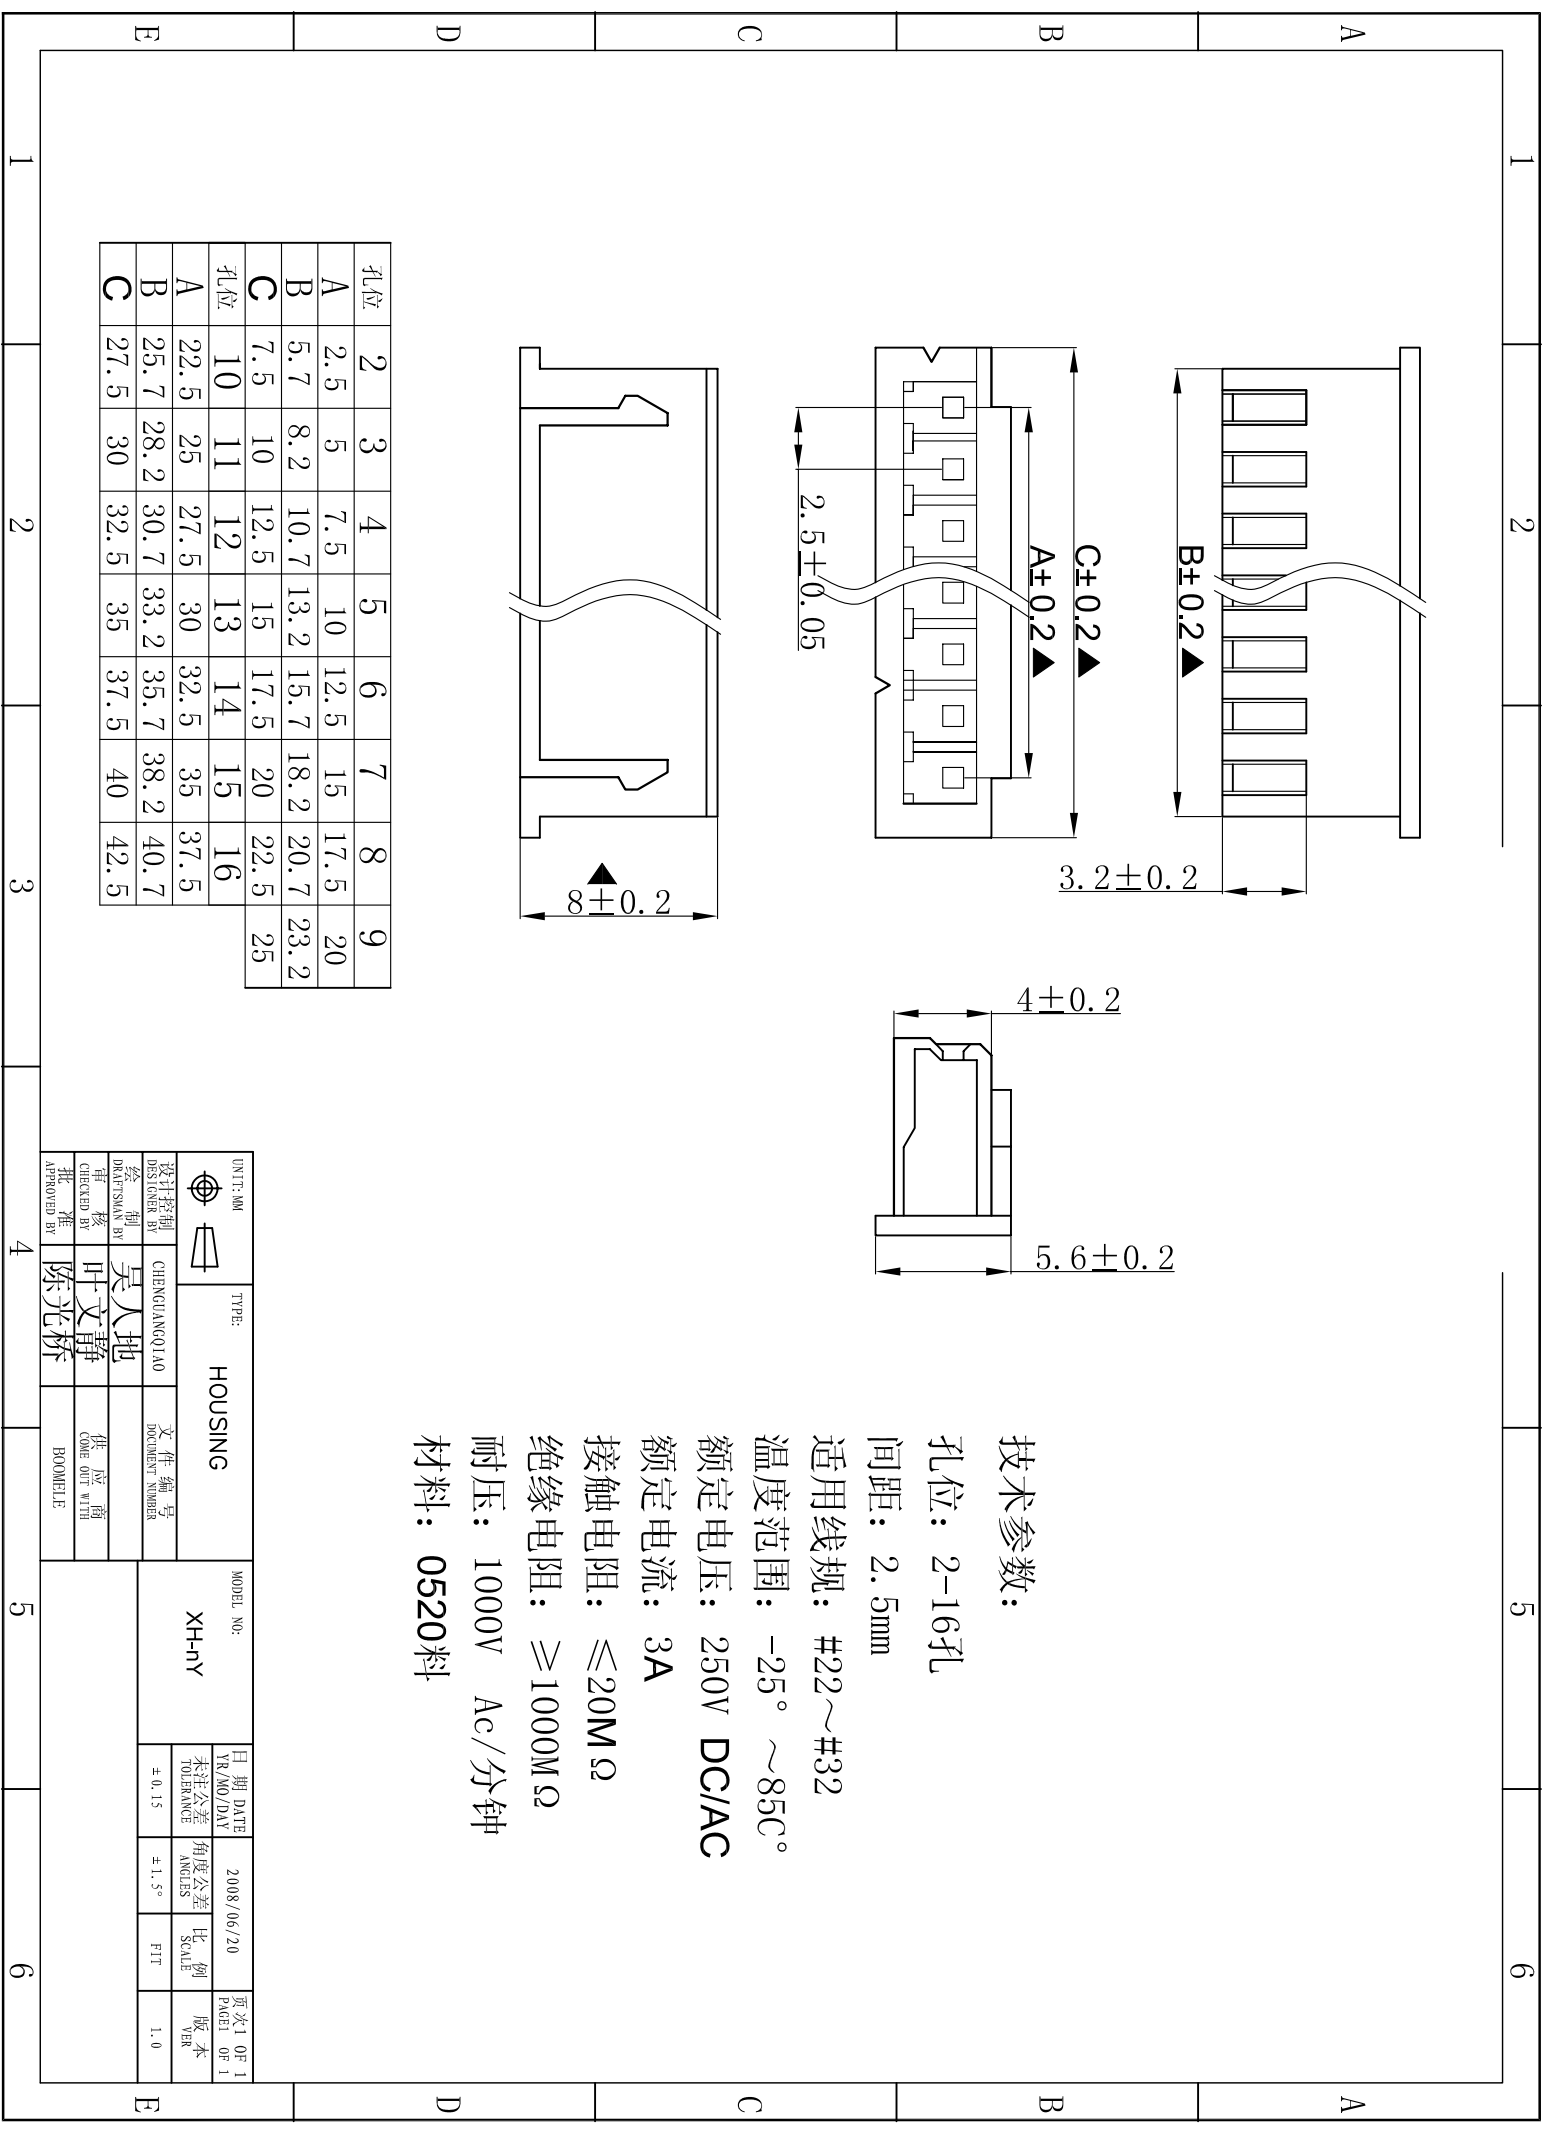 1 2 3 4 5 6
A
B
C
D
E
B±0.2▲
3.2±0.2
C±0.2▲
A±0.2▲
2.5±0.05
4±0.2
5.6±0.2
▲
8±0.2
技术参数:
孔位: 2-16孔
间距: 2.5mm
适用线规: #22～#32
温度范围: -25° ～85C°
额定电压: 250V DC/AC
额定电流: 3A
接触电阻: ≤20MΩ
绝缘电阻: ≥1000MΩ
耐压: 1000V Ac/分钟
材料: 0520料
孔位 2 3 4 5 6 7 8 9
A 2.5 5 7.5 10 12.5 15 17.5 20
B 5.7 8.2 10.7 13.2 15.7 18.2 20.7 23.2
C 7.5 10 12.5 15 17.5 20 22.5 25
孔位 10 11 12 13 14 15 16
A 22.5 25 27.5 30 32.5 35 37.5
B 25.7 28.2 30.7 33.2 35.7 38.2 40.7
C 27.5 30 32.5 35 37.5 40 42.5
UNIT:MM
TYPE:
HOUSING
MODEL NO:
XH-nY
日 期 DATE
YR/MO/DAY
2008/06/20
页次1 OF 1
PAGE1 OF 1
未注公差
TOLERANCE
角度公差
ANGLES
比 例
SCALE
版 本
VER
±0.15
±1.5°
FIT
1.0
设计控制
DESIGNER BY
CHENGUANGQIAO
文 件 编 号
DOCUMENT NUMBER
绘 制
DRAFTSMAN BY
吴人地
审 核
CHECKED BY
叶文静
供 应 商
COME OUT WITH
批 准
APPROVED BY
陈光桥
BOOMELE
1 2 3 4 5 6
A
B
C
D
E